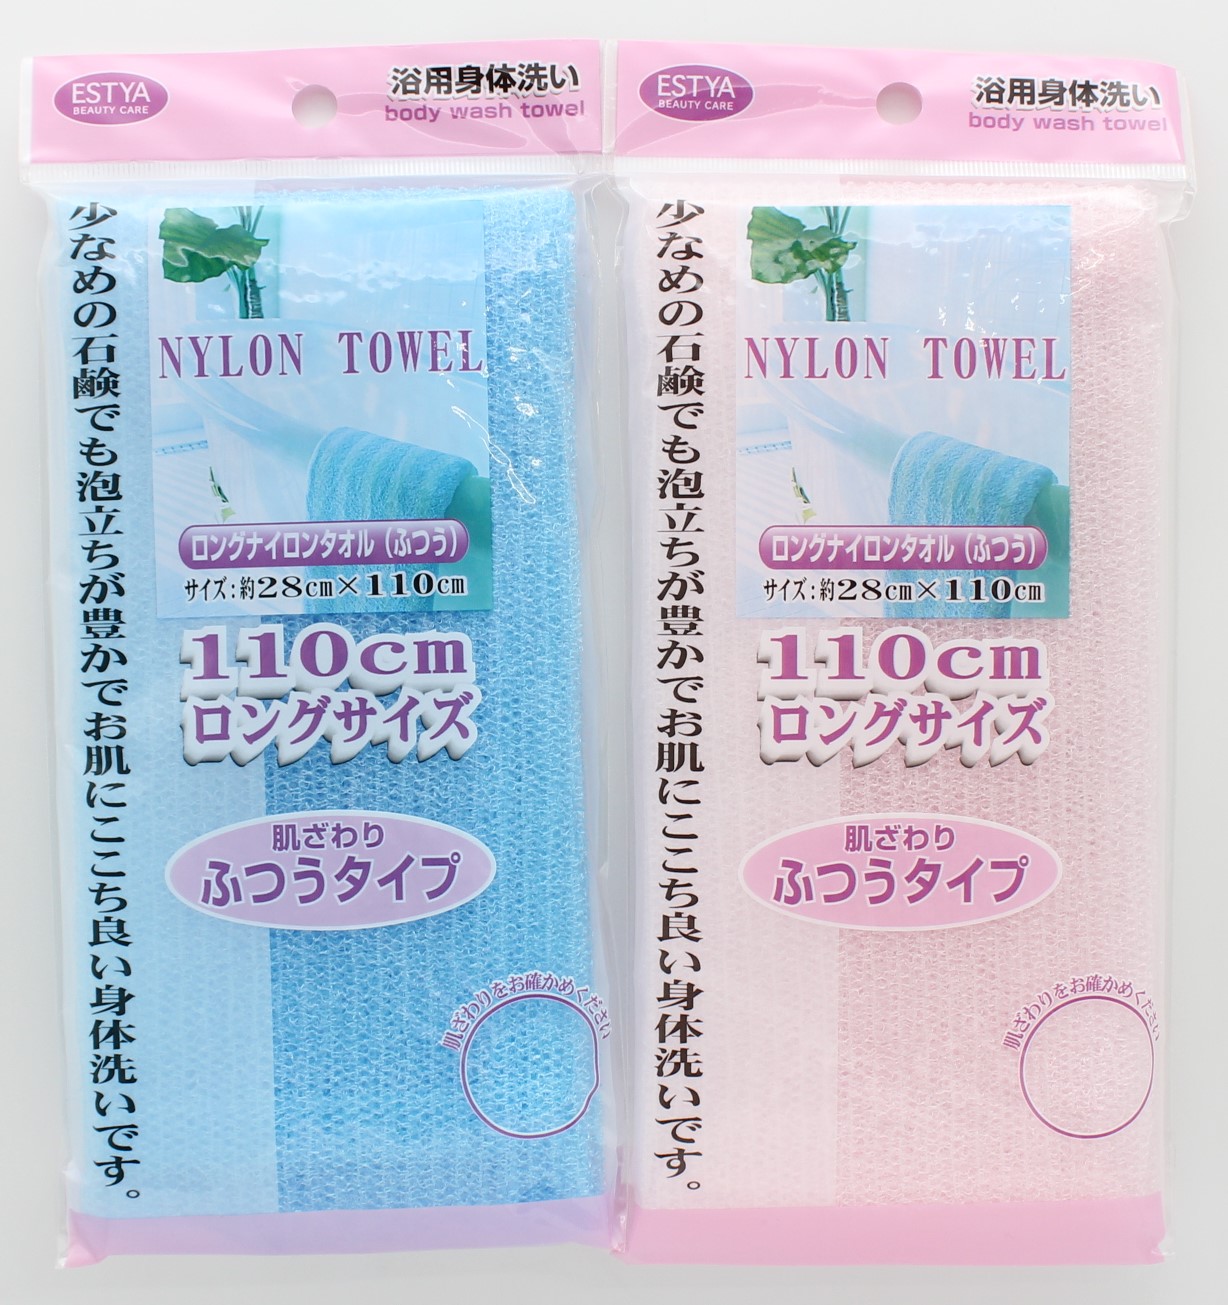 ESTYA
BEAUTY CARE
浴用身体洗い
body wash towel
少なめの石鹸でも泡立ちが豊かでお肌にここち良い身体洗いです。
NYLON TOWEL
ロングナイロンタオル(ふつう)
サイズ:約28cm×110cm
110cm
ロングサイズ
肌ざわり
ふつうタイプ
肌ざわりをお確かめください
ESTYA
BEAUTY CARE
浴用身体洗い
body wash towel
少なめの石鹸でも泡立ちが豊かでお肌にここち良い身体洗いです。
NYLON TOWEL
ロングナイロンタオル(ふつう)
サイズ:約28cm×110cm
110cm
ロングサイズ
肌ざわり
ふつうタイプ
肌ざわりをお確かめください